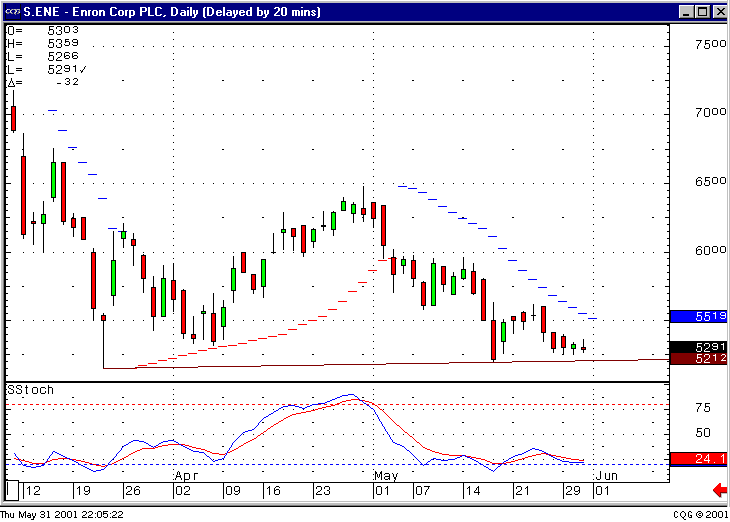 CQG S.ENE - Enron Corp PLC, Daily (Delayed by 20 mins)
O= 5303
H= 5359
L= 5266
L= 5291✓
Δ= -32
7500
7000
6500
6000
5519
5291
5212
SStoch
75
50
24.1
Apr May Jun
12 19 26 02 09 16 23 01 07 14 21 29 01
Thu May 31 2001 22:05:22 CQG © 2001